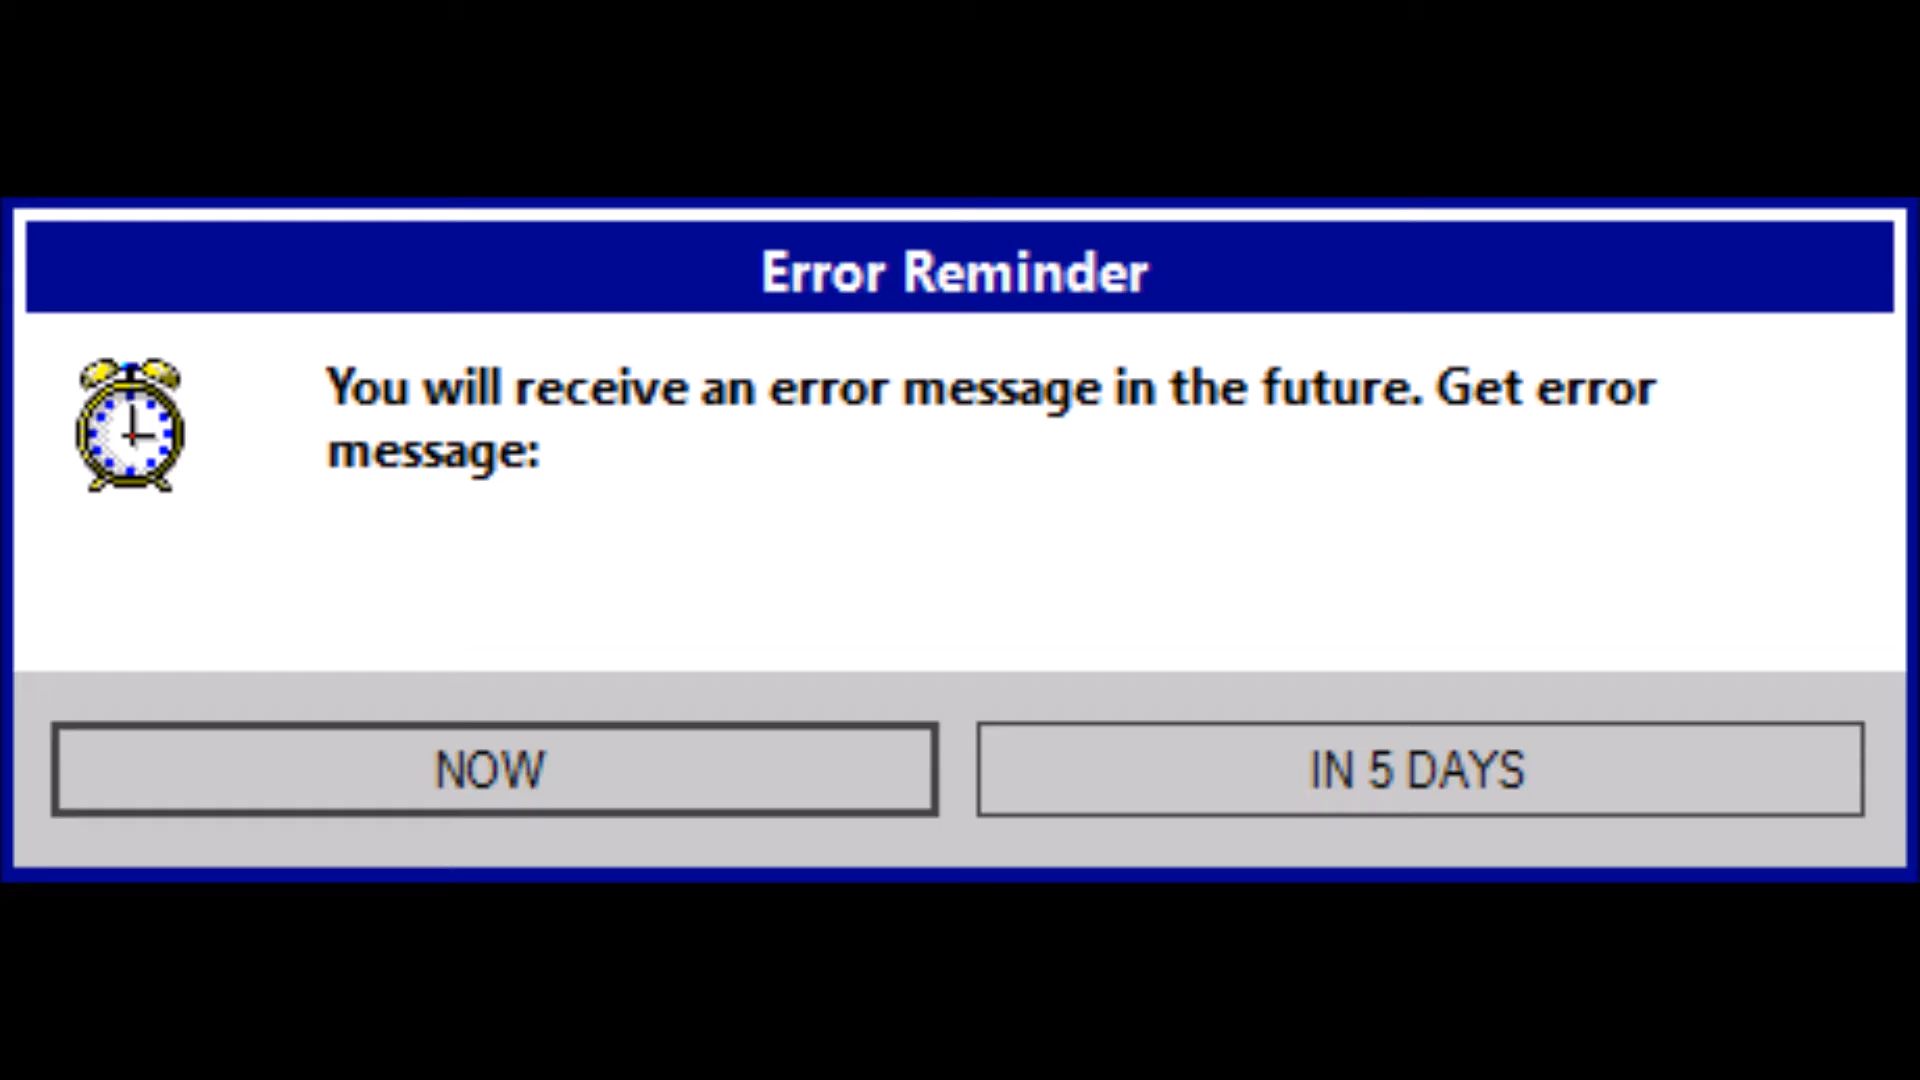 Error Reminder
You will receive an error message in the future. Get error
message:
NOW
IN 5 DAYS